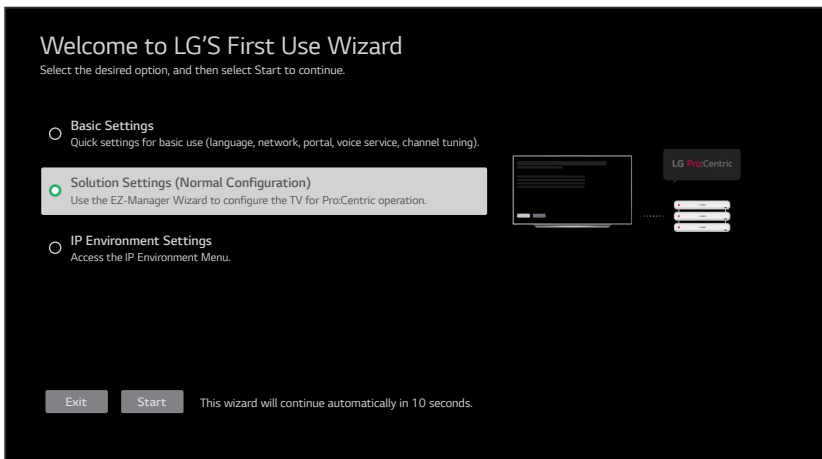 Welcome to LG'S First Use Wizard
Select the desired option, and then select Start to continue.
Basic Settings
Quick settings for basic use (language, network, portal, voice service, channel tuning).
Solution Settings (Normal Configuration)
Use the EZ-Manager Wizard to configure the TV for Pro:Centric operation.
LG Pro:Centric
IP Environment Settings
Access the IP Environment Menu.
Exit
Start
This wizard will continue automatically in 10 seconds.